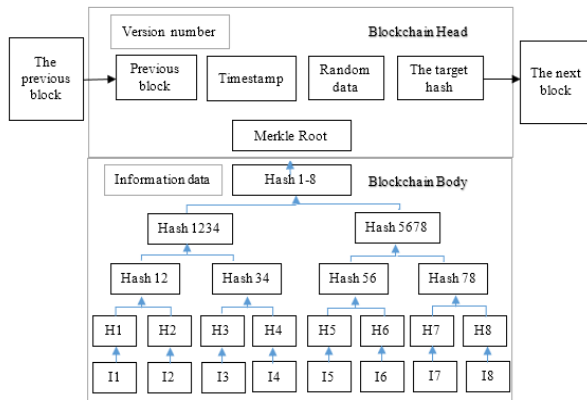 Version number
Blockchain Head
The
previous
block
Previous
block
Timestamp
Random
data
The target
hash
The next
block
Merkle Root
Information data
Hash 1-8
Blockchain Body
Hash 1234
Hash 5678
Hash 12
Hash 34
Hash 56
Hash 78
H1
H2
H3
H4
H5
H6
H7
H8
I1
I2
I3
I4
I5
I6
I7
I8